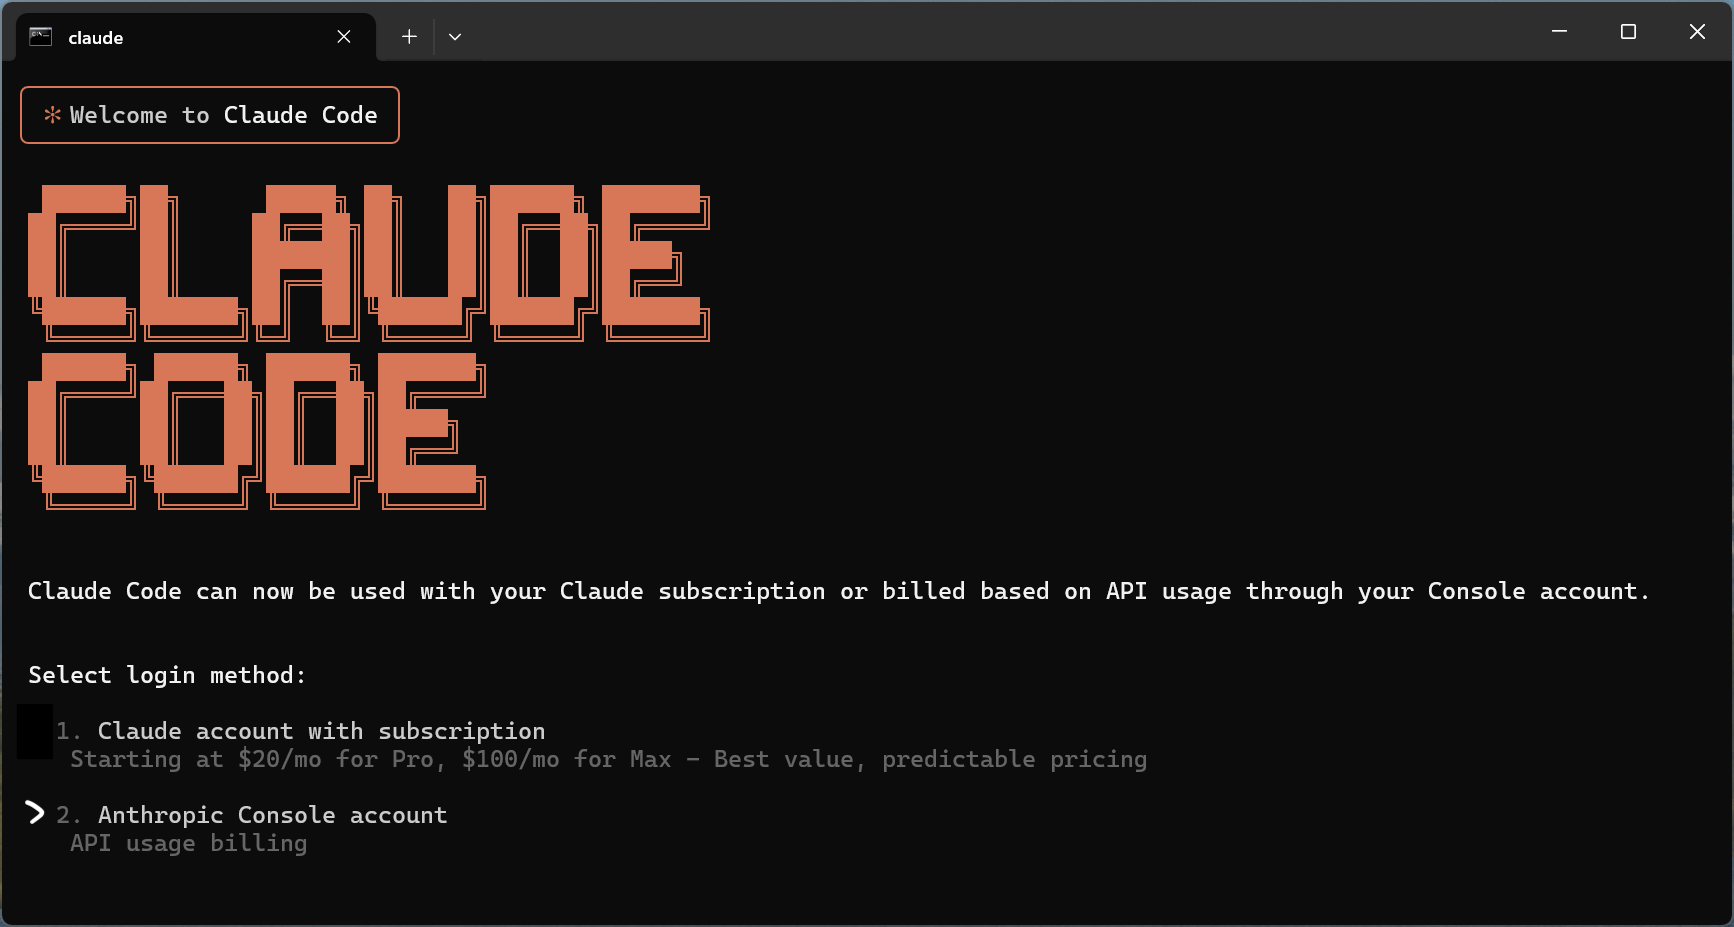 claude
✻ Welcome to Claude Code
CLAUDE
CODE
Claude Code can now be used with your Claude subscription or billed based on API usage through your Console account.
Select login method:
1. Claude account with subscription
Starting at $20/mo for Pro, $100/mo for Max - Best value, predictable pricing
❯ 2. Anthropic Console account
API usage billing